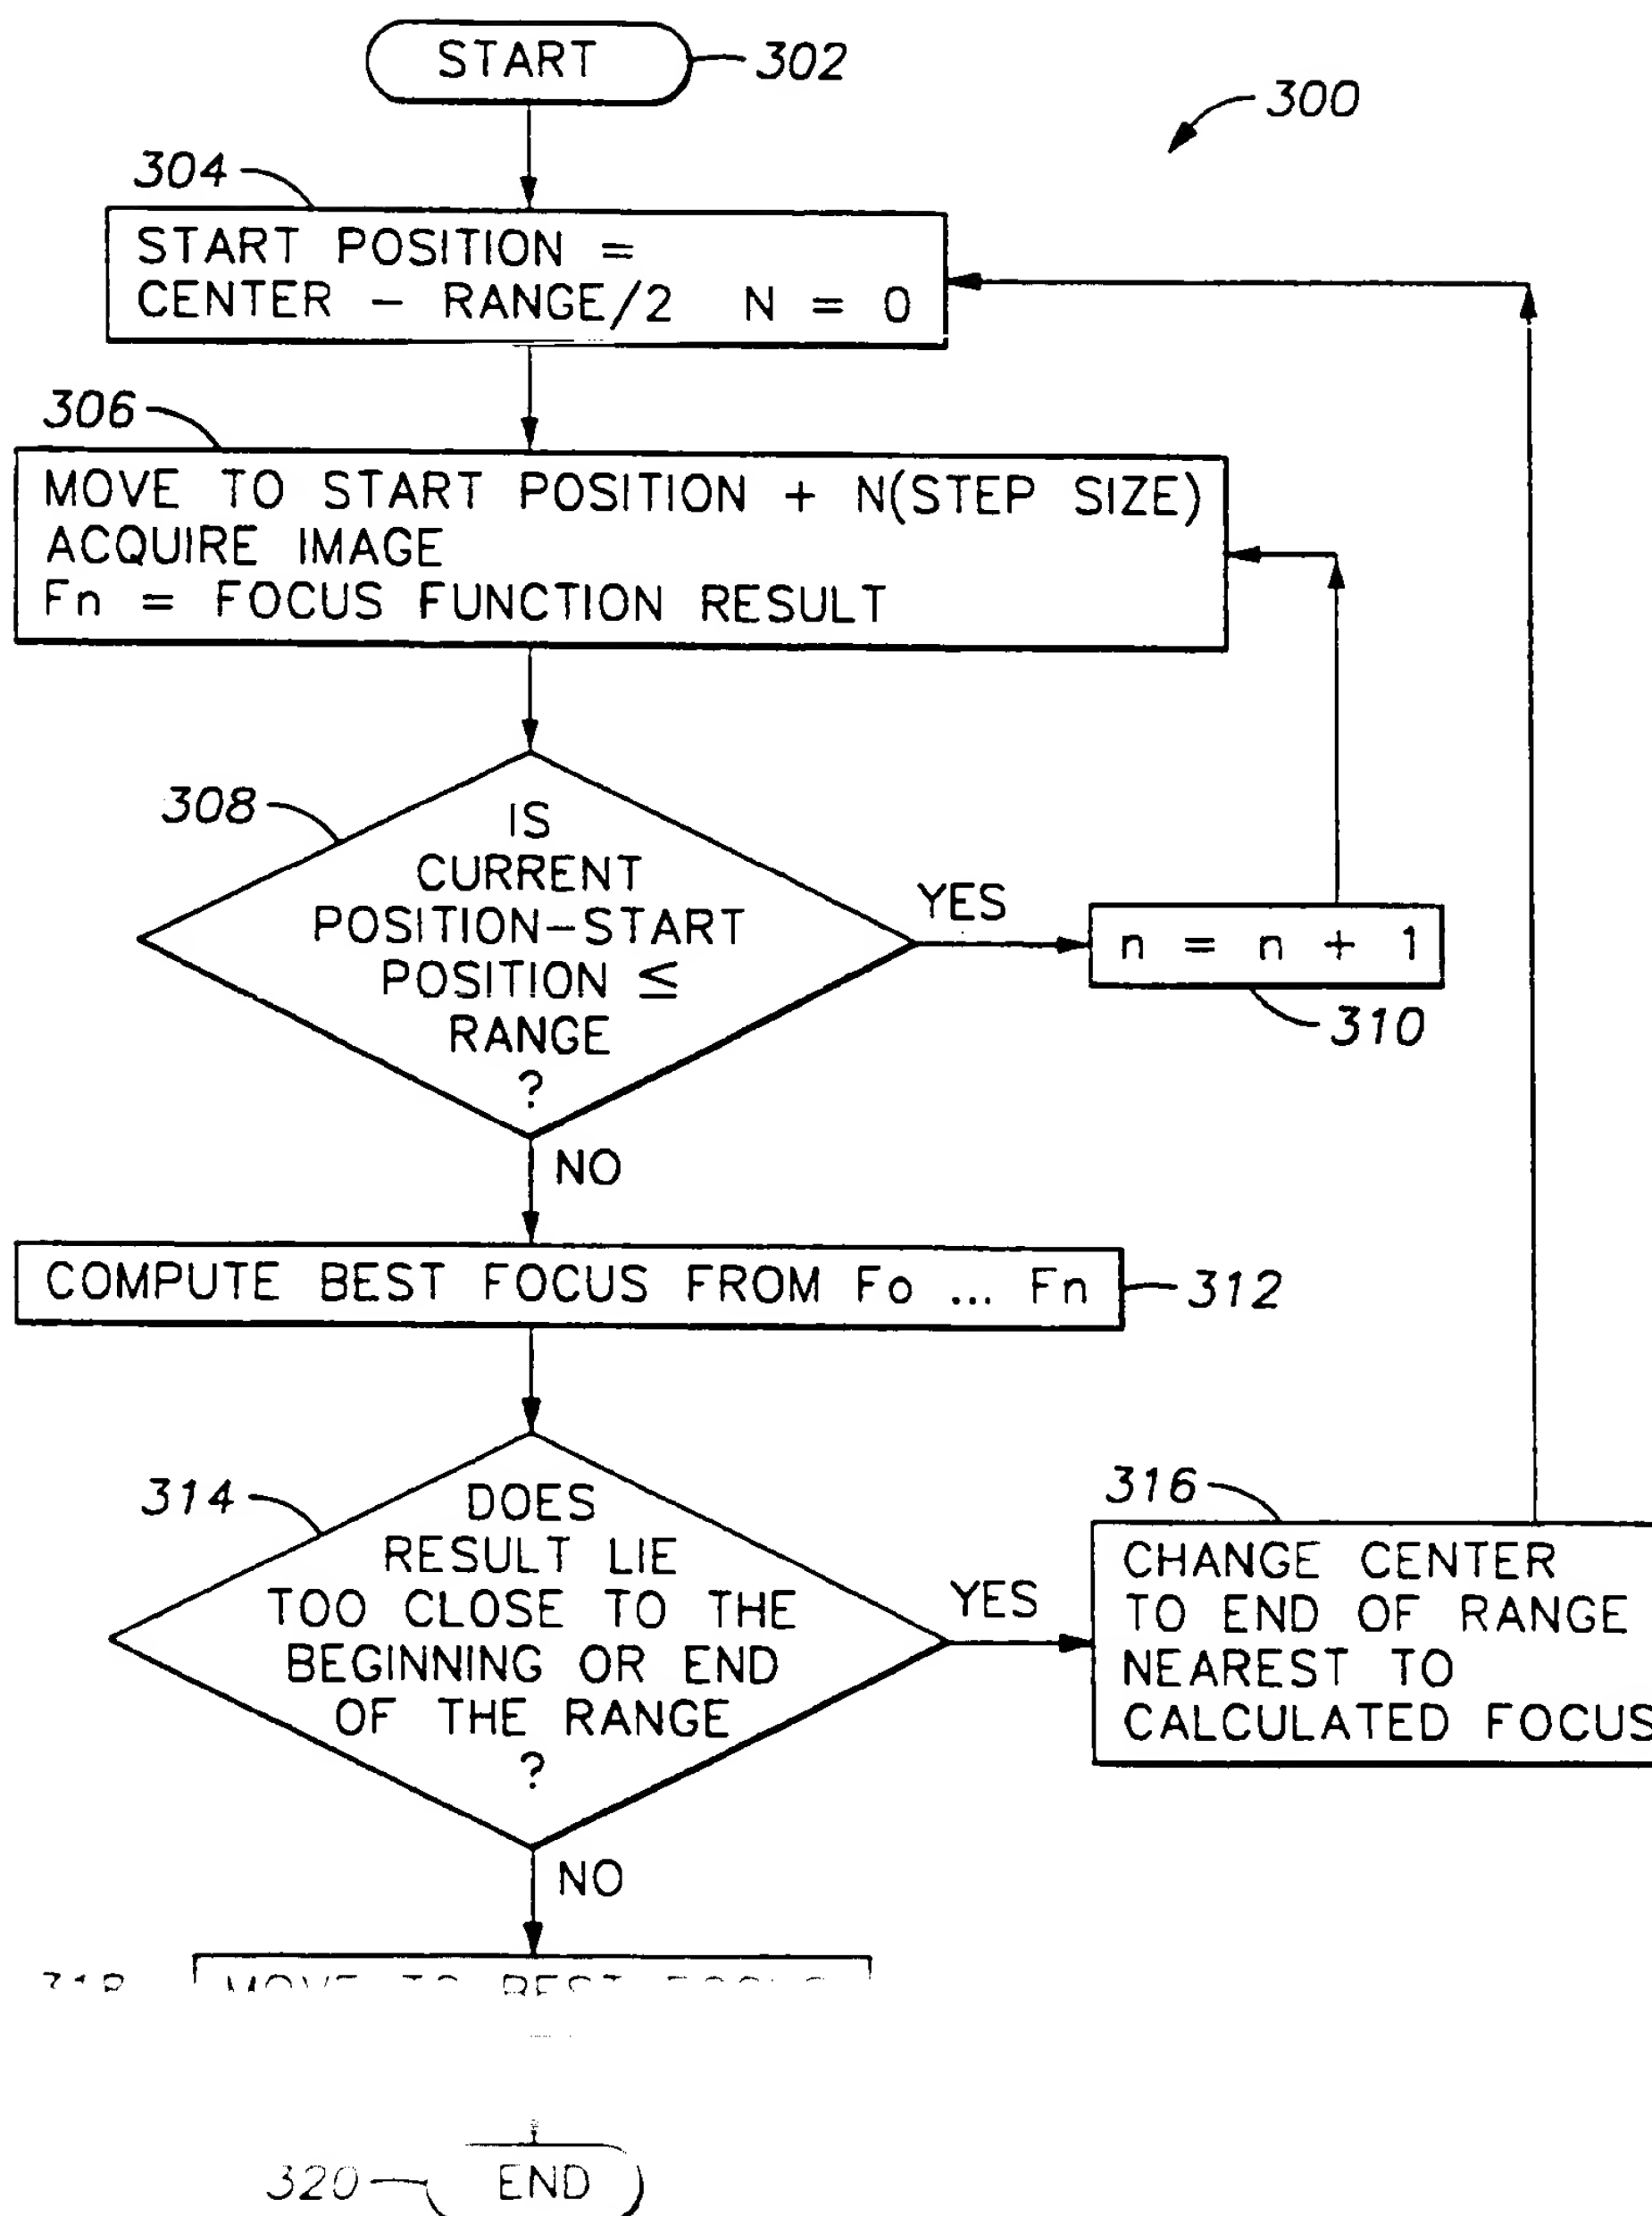 START
302
300
304
START POSITION =
CENTER - RANGE/2 N = 0
306
MOVE TO START POSITION + N(STEP SIZE)
ACQUIRE IMAGE
Fn = FOCUS FUNCTION RESULT
308
IS
CURRENT
POSITION-START
POSITION ≤
RANGE
?
YES
n = n + 1
310
NO
COMPUTE BEST FOCUS FROM Fo ... Fn
312
314
DOES
RESULT LIE
TOO CLOSE TO THE
BEGINNING OR END
OF THE RANGE
?
YES
316
CHANGE CENTER
TO END OF RANGE
NEAREST TO
CALCULATED FOCUS
NO
MOVE TO BEST
320
END